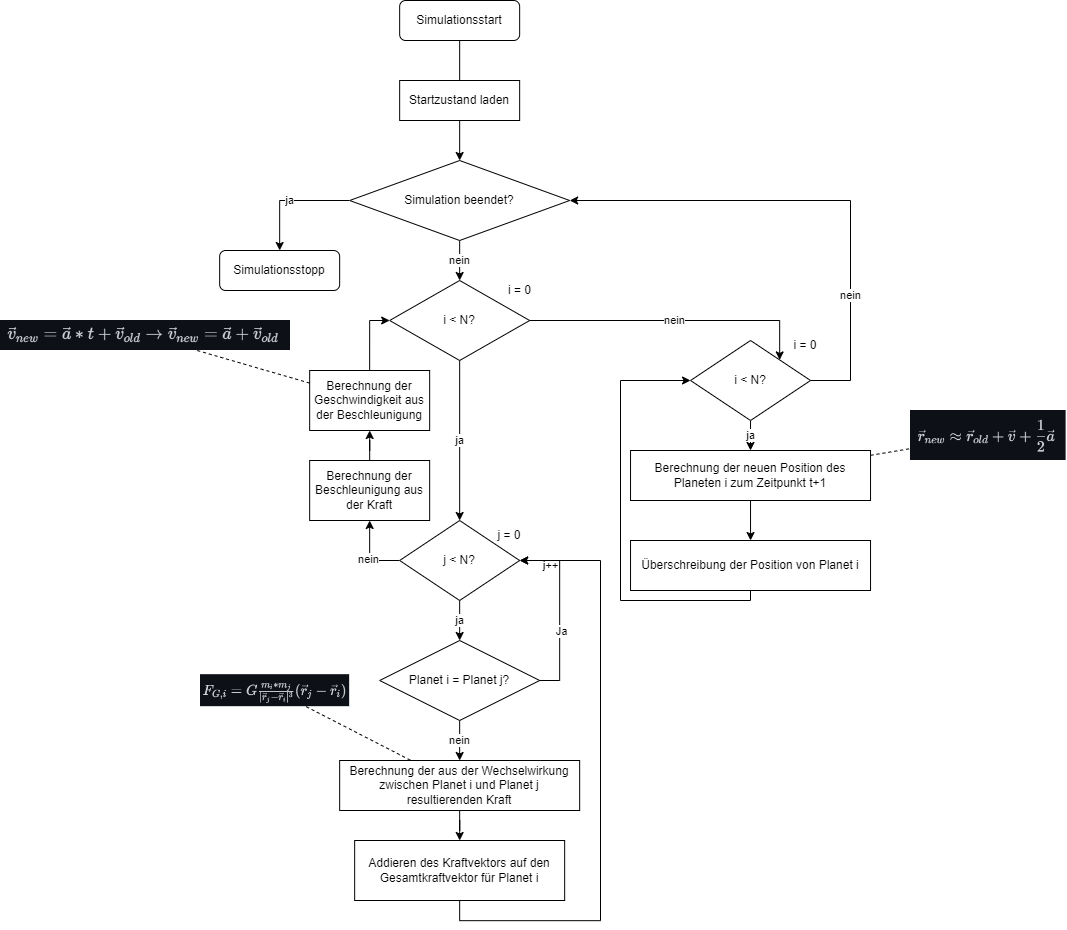 Simulationsstart
Startzustand laden
Simulation beendet?
ja
Simulationsstopp
nein
i = 0
i < N?
nein
nein
i = 0
i < N?
$\vec{v}_{new} = \vec{a} * t + \vec{v}_{old} \rightarrow \vec{v}_{new} = \vec{a} + \vec{v}_{old}$
Berechnung der
Geschwindigkeit aus
der Beschleunigung
ja
ja
$\vec{r}_{new} \approx \vec{r}_{old} + \vec{v} + \frac{1}{2}\vec{a}$
Berechnung der neuen Position des
Planeten i zum Zeitpunkt t+1
Berechnung der
Beschleunigung aus
der Kraft
j = 0
j < N?
nein
j++
Überschreibung der Position von Planet i
ja
Ja
Planet i = Planet j?
$F_{G,i} = G\frac{m_i * m_j}{|\vec{r}_j - \vec{r}_i|^3}(\vec{r}_j - \vec{r}_i)$
nein
Berechnung der aus der Wechselwirkung
zwischen Planet i und Planet j
resultierenden Kraft
Addieren des Kraftvektors auf den
Gesamtkraftvektor für Planet i